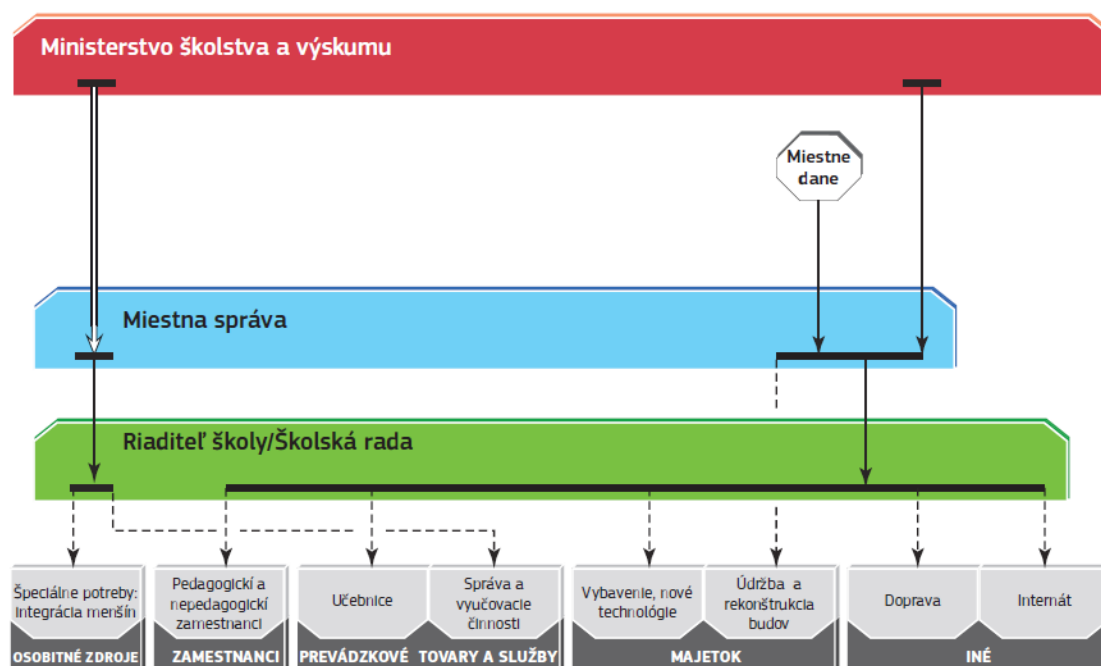 Ministerstvo školstva a výskumu
Miestne
dane
Miestna správa
Riaditeľ školy/Školská rada
Špeciálne potreby:
integrácia menšín
Pedagogickí a
nepedagogickí
zamestnanci
Učebnice
Správa a
vyučovacie
činnosti
Vybavenie, nové
technológie
Údržba a
rekonštrukcia
budov
Doprava
Internát
OSOBITNÉ ZDROJE
ZAMESTNANCI
PREVÁDZKOVÉ TOVARY A SLUŽBY
MAJETOK
INÉ